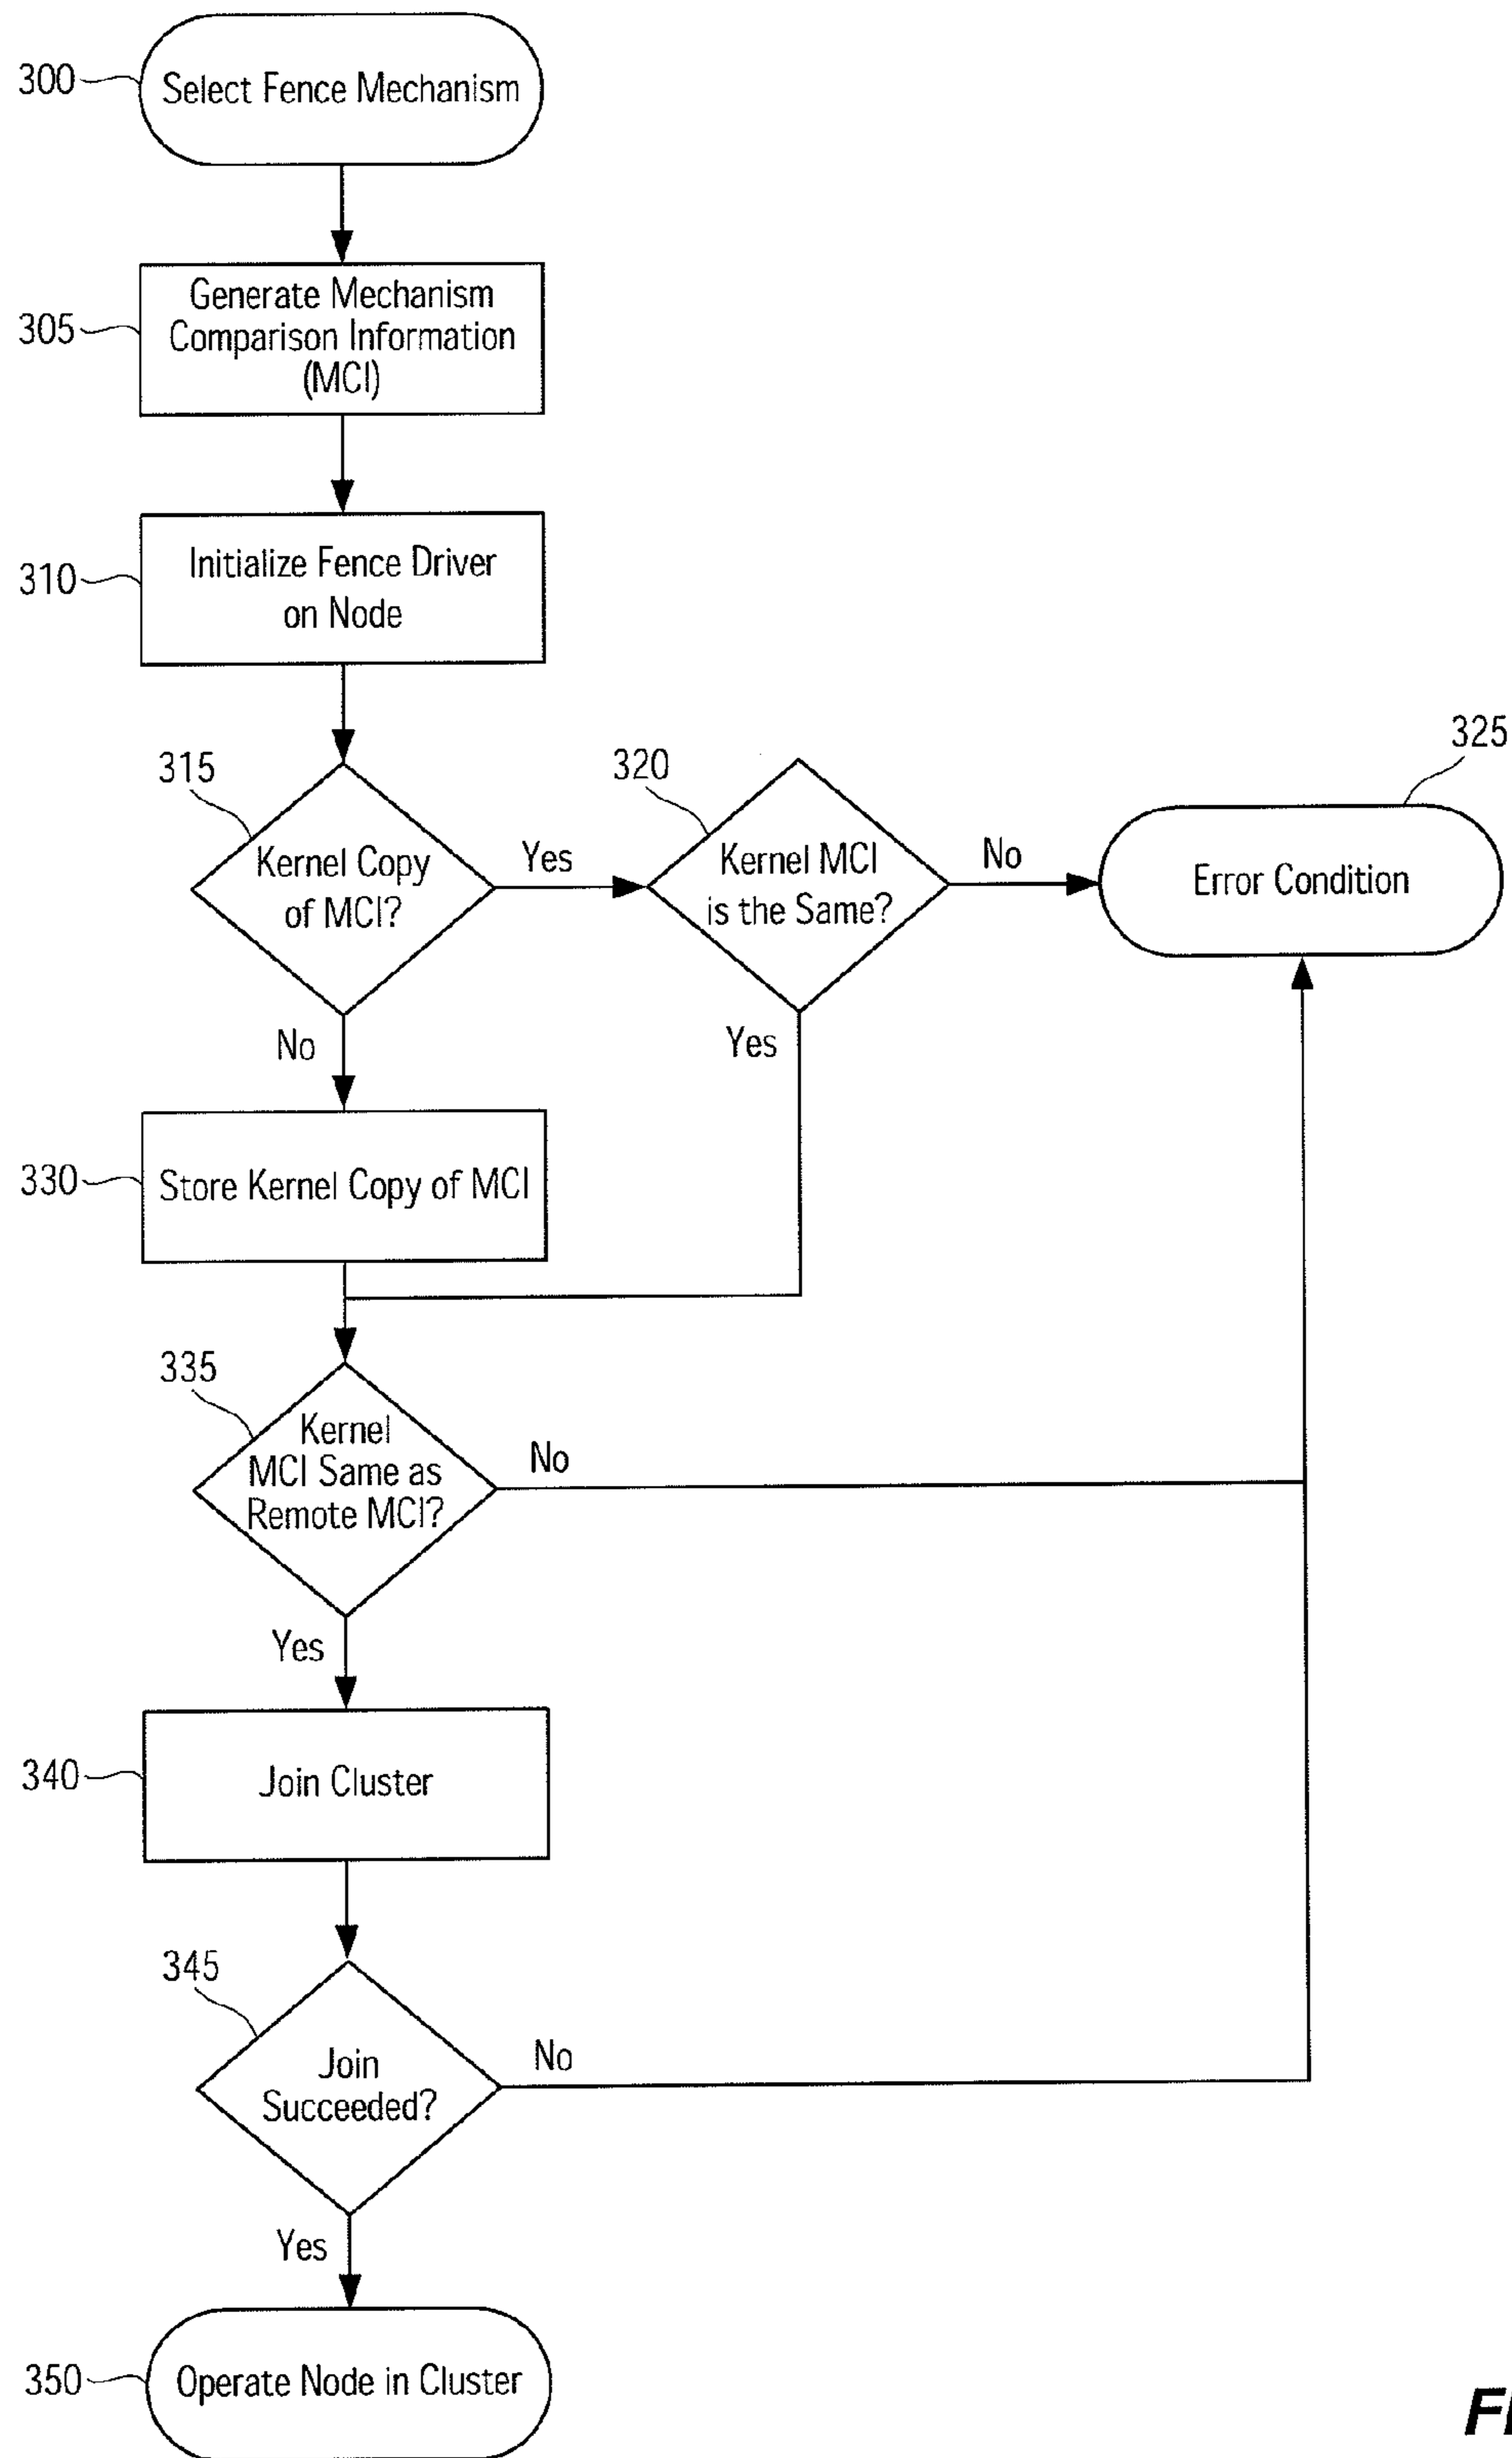 300
Select Fence Mechanism
305
Generate Mechanism
Comparison Information
(MCI)
310
Initialize Fence Driver
on Node
315
Kernel Copy
of MCI?
Yes
320
Kernel MCI
is the Same?
No
325
Error Condition
No
Yes
330
Store Kernel Copy of MCI
335
Kernel
MCI Same as
Remote MCI?
No
Yes
340
Join Cluster
345
Join
Succeeded?
No
Yes
350
Operate Node in Cluster